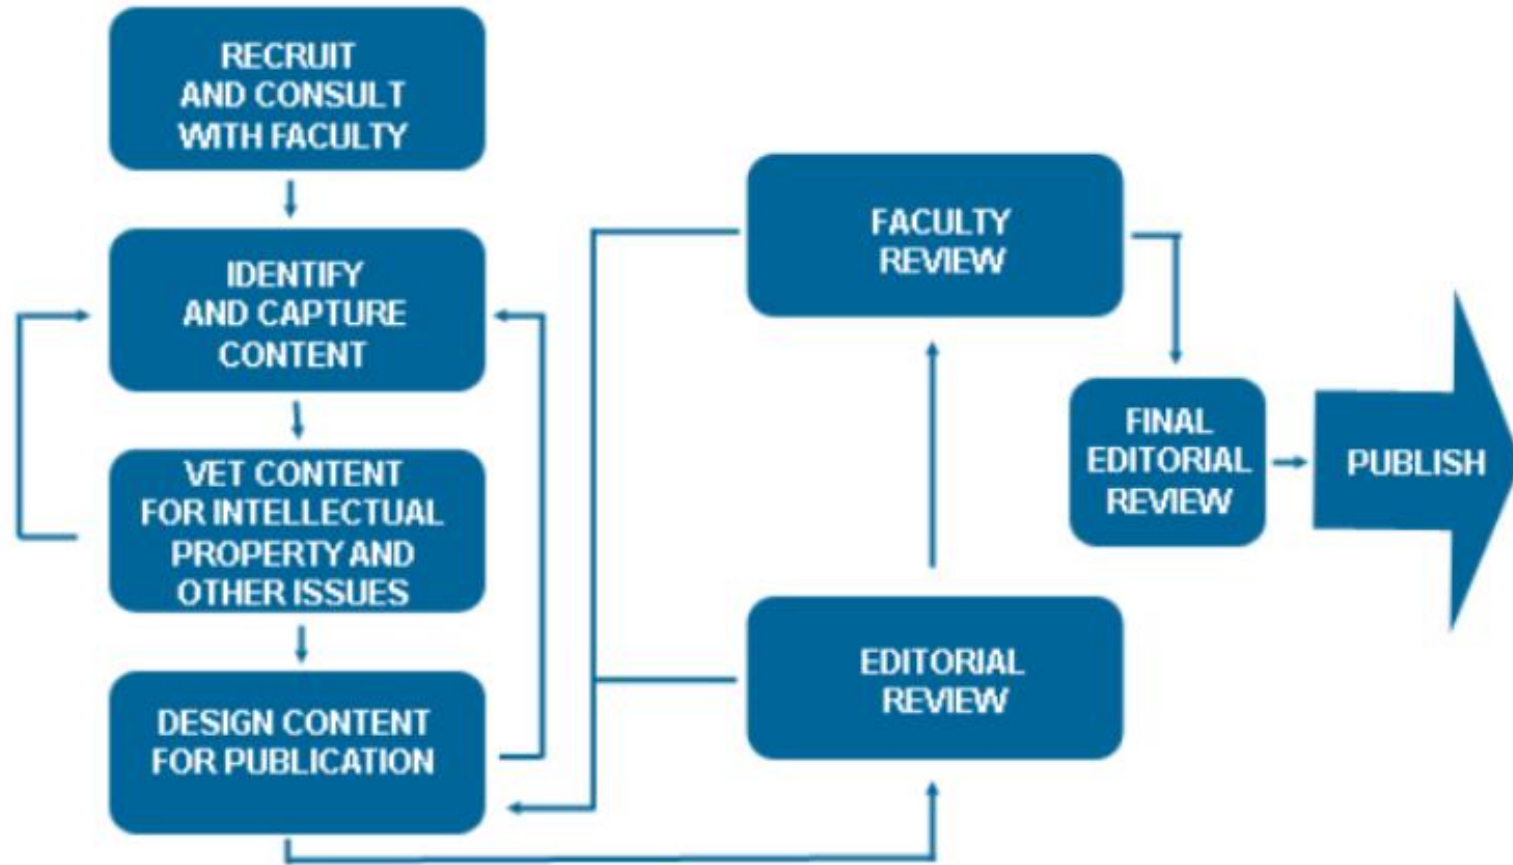 RECRUIT
AND CONSULT
WITH FACULTY
IDENTIFY
AND CAPTURE
CONTENT
VET CONTENT
FOR INTELLECTUAL
PROPERTY AND
OTHER ISSUES
DESIGN CONTENT
FOR PUBLICATION
EDITORIAL
REVIEW
FACULTY
REVIEW
FINAL
EDITORIAL
REVIEW
PUBLISH